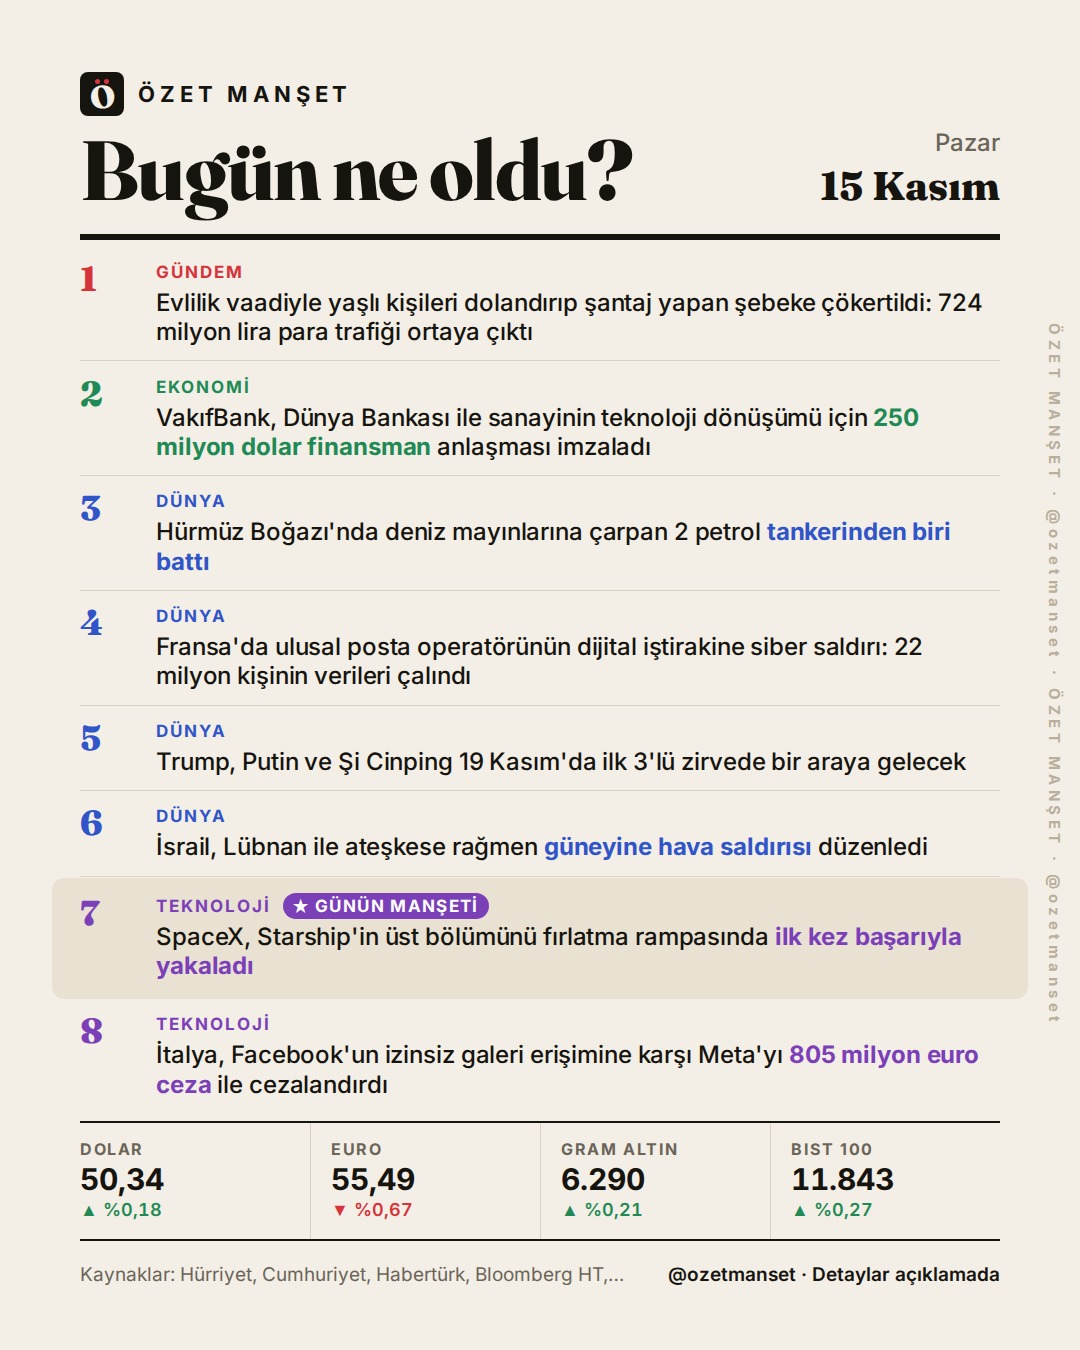 ö ÖZET MANŞET
Bugün ne oldu?
Pazar
15 Kasım
1
GÜNDEM
Evlilik vaadiyle yaşlı kişileri dolandırıp şantaj yapan şebeke çökertildi: 724
milyon lira para trafiği ortaya çıktı
2
EKONOMİ
VakıfBank, Dünya Bankası ile sanayinin teknoloji dönüşümü için 250
milyon dolar finansman anlaşması imzaladı
3
DÜNYA
Hürmüz Boğazı'nda deniz mayınlarına çarpan 2 petrol tankerinden biri
battı
4
DÜNYA
Fransa'da ulusal posta operatörünün dijital iştirakine siber saldırı: 22
milyon kişinin verileri çalındı
5
DÜNYA
Trump, Putin ve Şi Cinping 19 Kasım'da ilk 3'lü zirvede bir araya gelecek
6
DÜNYA
İsrail, Lübnan ile ateşkese rağmen güneyine hava saldırısı düzenledi
7
TEKNOLOJİ ★ GÜNÜN MANŞETİ
SpaceX, Starship'in üst bölümünü fırlatma rampasında ilk kez başarıyla
yakaladı
8
TEKNOLOJİ
İtalya, Facebook'un izinsiz galeri erişimine karşı Meta'yı 805 milyon euro
ceza ile cezalandırdı
DOLAR
50,34
▲ %0,18
EURO
55,49
▼ %0,67
GRAM ALTIN
6.290
▲ %0,21
BIST 100
11.843
▲ %0,27
Kaynaklar: Hürriyet, Cumhuriyet, Habertürk, Bloomberg HT,...
@ozetmanset · Detaylar açıklamada
ÖZET MANŞET · @ozetmanset · ÖZET MANŞET · @ozetmanset